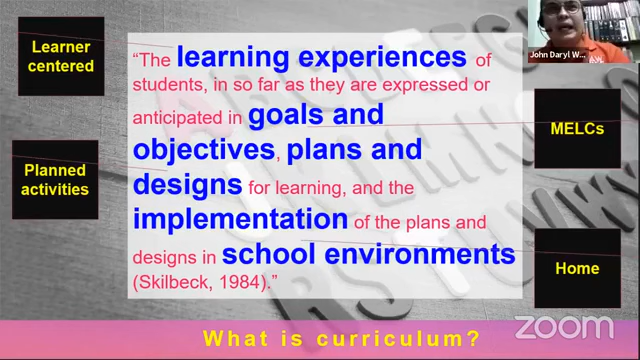 Learner
centered
“The learning experiences of
students, in so far as they are expressed or
anticipated in goals and
objectives, plans and
designs for learning, and the
implementation of the plans and
designs in school environments
(Skilbeck, 1984).”
John Daryl W...
MELCs
Planned
activities
Home
What is curriculum?
zoom